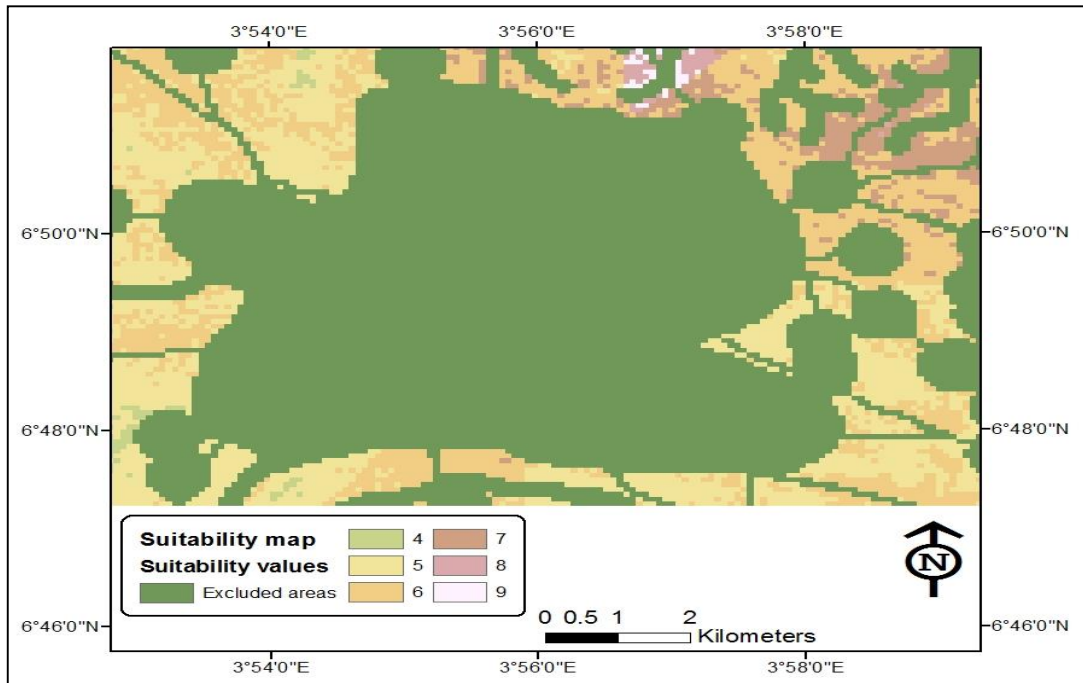 3°54'0"E 3°56'0"E 3°58'0"E
6°50'0"N 6°50'0"N
6°48'0"N 6°48'0"N
Suitability map 4 7
Suitability values 5 8
Excluded areas 6 9
N
0 0.5 1 2
Kilometers
6°46'0"N 6°46'0"N
3°54'0"E 3°56'0"E 3°58'0"E